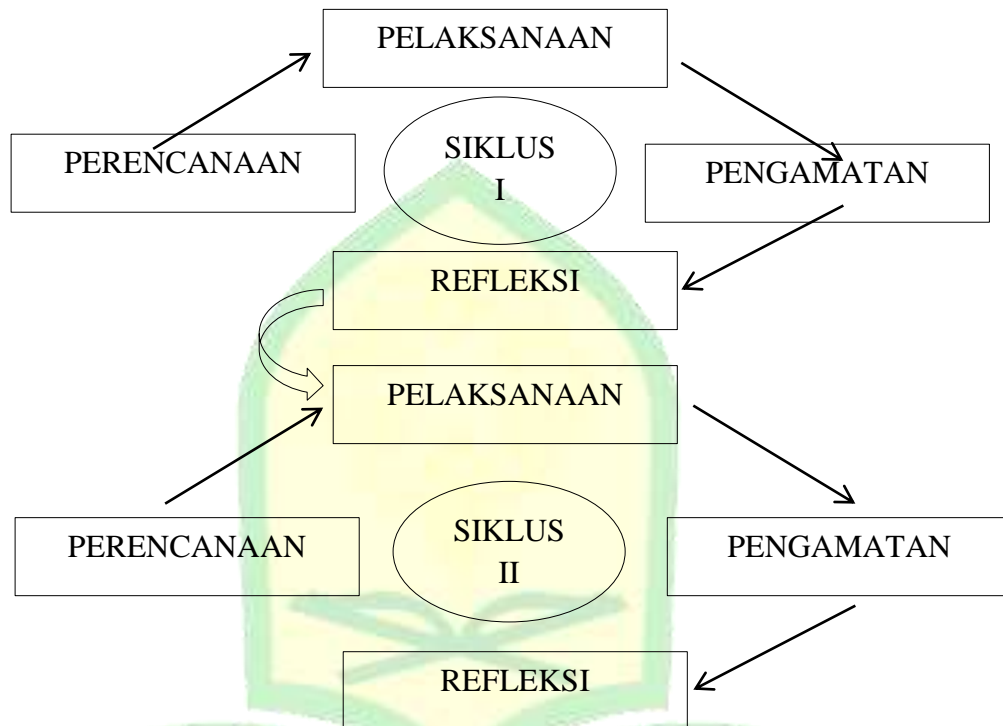 PELAKSANAAN
PERENCANAAN
SIKLUS
I
PENGAMATAN
REFLEKSI
PELAKSANAAN
PERENCANAAN
SIKLUS
II
PENGAMATAN
REFLEKSI